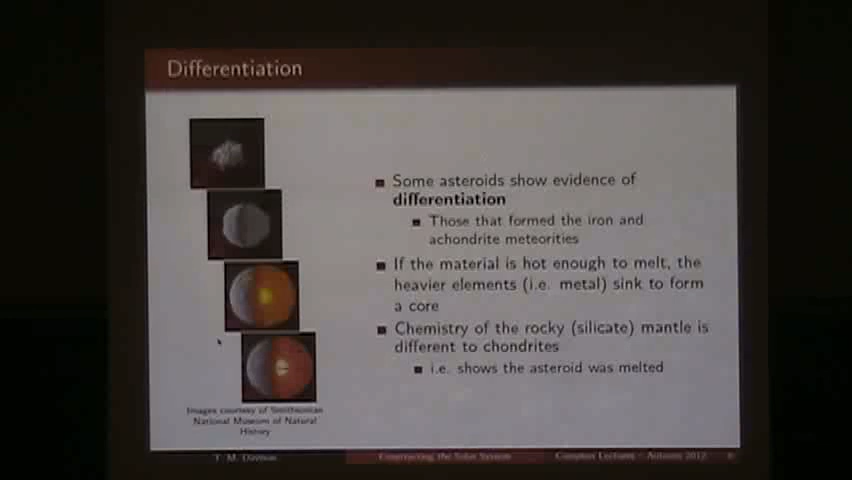 Differentiation
Some asteroids show evidence of
differentiation
Those that formed the iron and
achondrite meteorities
If the material is hot enough to melt, the
heavier elements (i.e. metal) sink to form
a core
Chemistry of the rocky (silicate) mantle is
different to chondrites
i.e. shows the asteroid was melted
Images courtesy of Smithsonian
National Museum of Natural
History
T. M. Davison Constructing the Solar System Compton Lectures – Autumn 2012